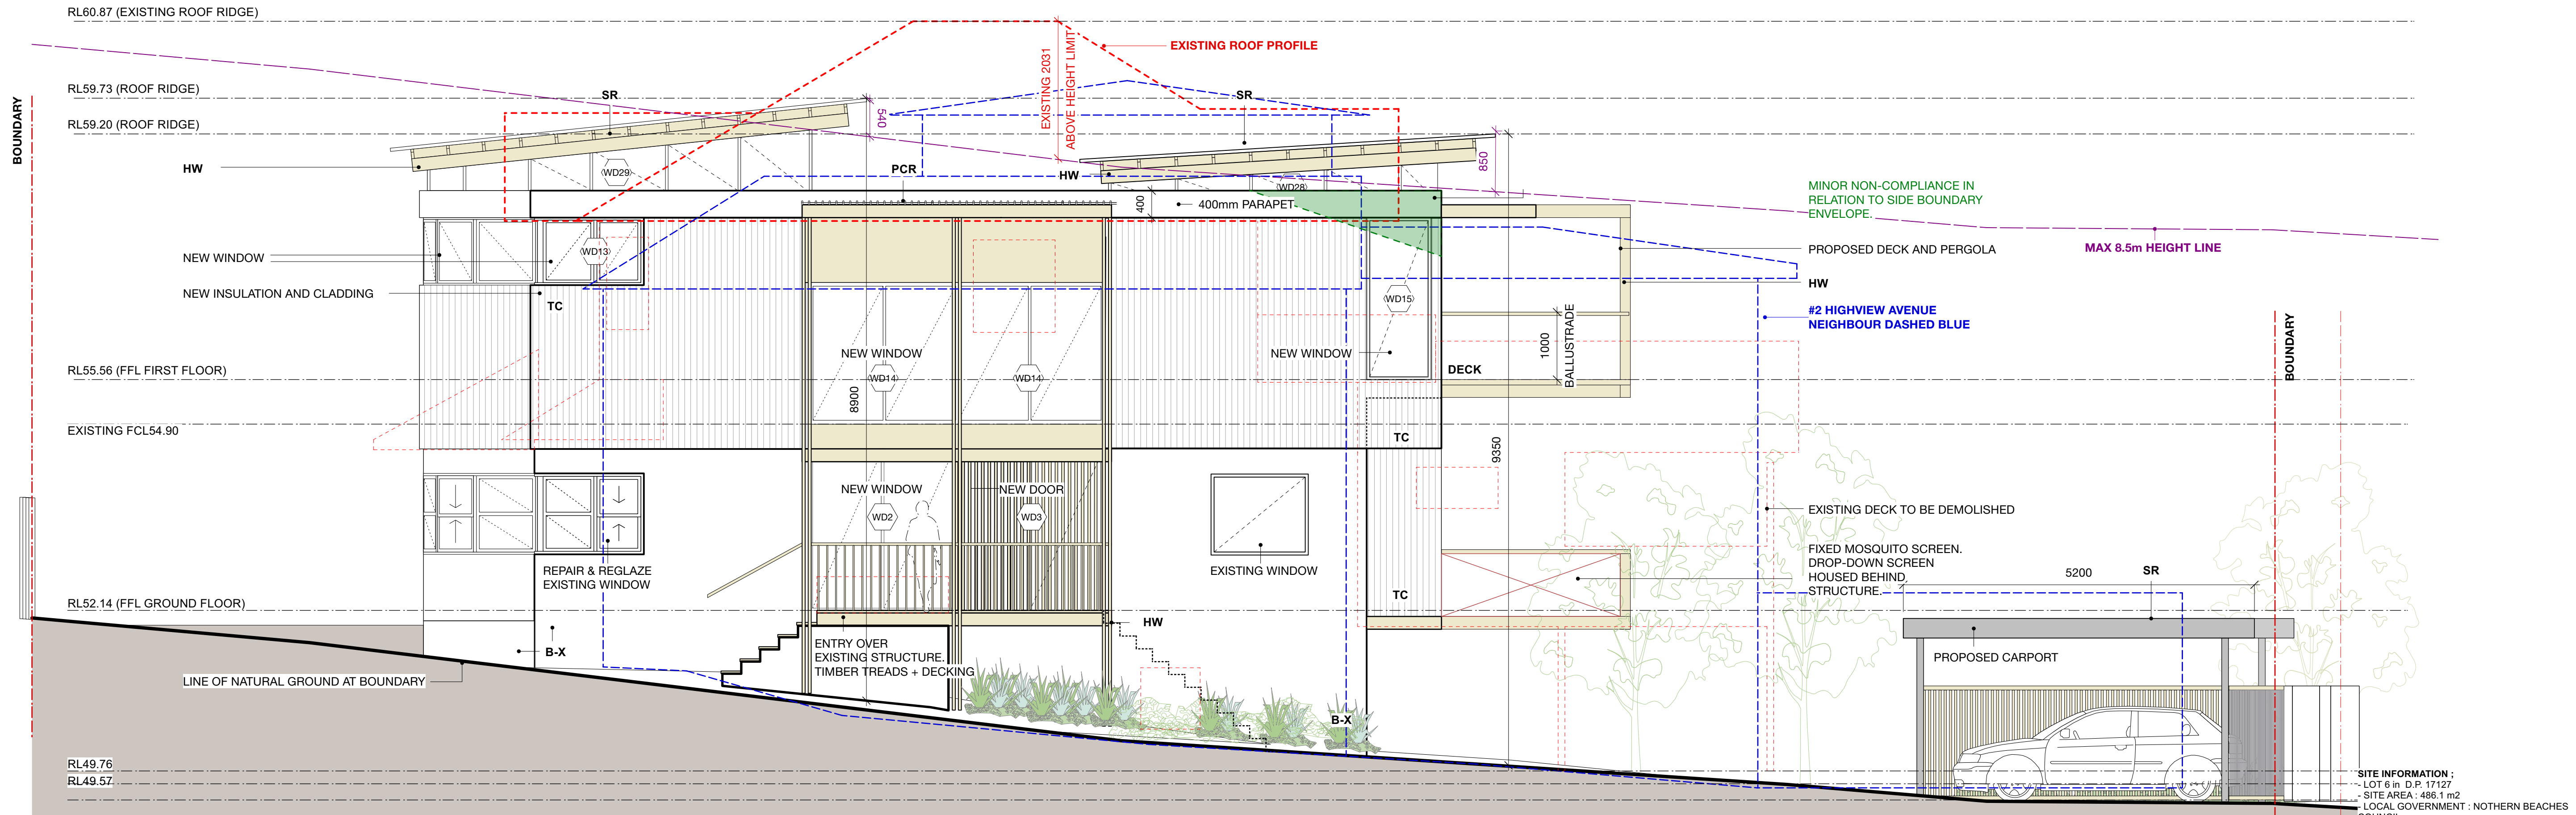 RL60.87 (EXISTING ROOF RIDGE)
EXISTING ROOF PROFILE
EXISTING 2031
ABOVE HEIGHT LIMIT
RL59.73 (ROOF RIDGE)
SR
SR
BOUNDARY
RL59.20 (ROOF RIDGE)
540
850
HW
WD29
PCR
HW
WD28
400
400mm PARAPET
MINOR NON-COMPLIANCE IN
RELATION TO SIDE BOUNDARY
ENVELOPE.
MAX 8.5m HEIGHT LINE
NEW WINDOW
WD13
PROPOSED DECK AND PERGOLA
HW
NEW INSULATION AND CLADDING
TC
WD15
#2 HIGHVIEW AVENUE
NEIGHBOUR DASHED BLUE
BOUNDARY
NEW WINDOW
NEW WINDOW
1000
BALLUSTRADE
RL55.56 (FFL FIRST FLOOR)
WD14
WD14
DECK
8900
EXISTING FCL54.90
TC
9350
NEW WINDOW
NEW DOOR
WD2
WD3
EXISTING DECK TO BE DEMOLISHED
REPAIR & REGLAZE
EXISTING WINDOW
EXISTING WINDOW
FIXED MOSQUITO SCREEN.
DROP-DOWN SCREEN
HOUSED BEHIND
STRUCTURE.
5200
SR
RL52.14 (FFL GROUND FLOOR)
TC
HW
B-X
ENTRY OVER
EXISTING STRUCTURE.
TIMBER TREADS + DECKING
PROPOSED CARPORT
LINE OF NATURAL GROUND AT BOUNDARY
B-X
RL49.76
RL49.57
SITE INFORMATION ;
- LOT 6 in D.P. 17127
- SITE AREA : 486.1 m2
- LOCAL GOVERNMENT : NOTHERN BEACHES